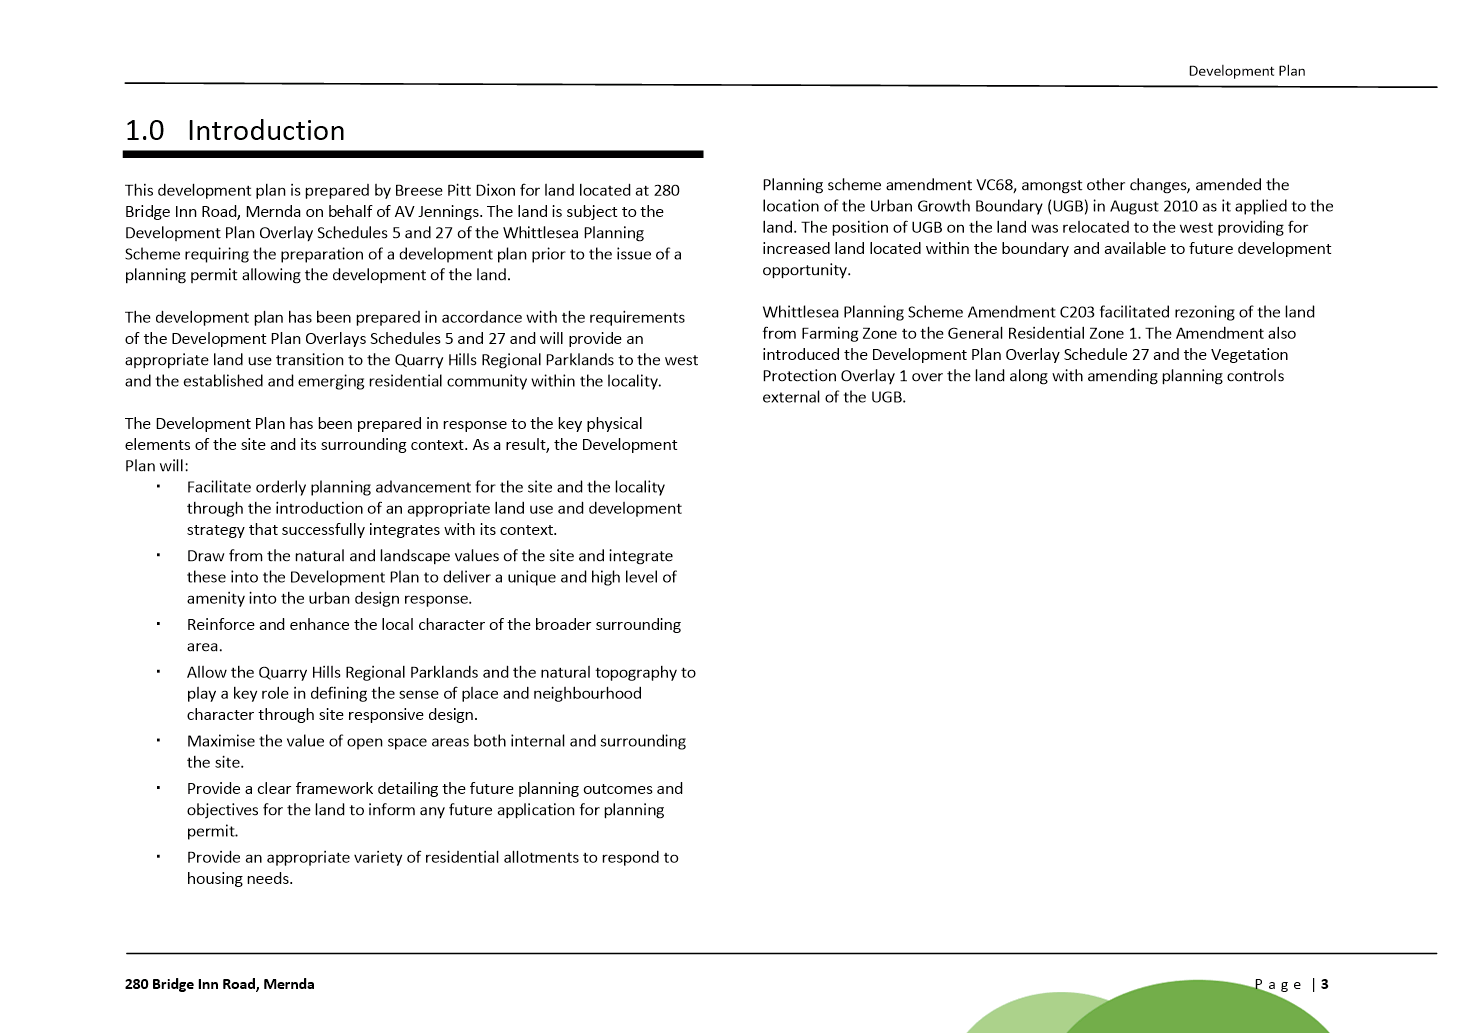 Development Plan
1.0 Introduction
This development plan is prepared by Breese Pitt Dixon for land located at 280
Bridge Inn Road, Mernda on behalf of AV Jennings. The land is subject to the
Development Plan Overlay Schedules 5 and 27 of the Whittlesea Planning
Scheme requiring the preparation of a development plan prior to the issue of a
planning permit allowing the development of the land.
The development plan has been prepared in accordance with the requirements
of the Development Plan Overlays Schedules 5 and 27 and will provide an
appropriate land use transition to the Quarry Hills Regional Parklands to the west
and the established and emerging residential community within the locality.
The Development Plan has been prepared in response to the key physical
elements of the site and its surrounding context. As a result, the Development
Plan will:
▪ Facilitate orderly planning advancement for the site and the locality
through the introduction of an appropriate land use and development
strategy that successfully integrates with its context.
▪ Draw from the natural and landscape values of the site and integrate
these into the Development Plan to deliver a unique and high level of
amenity into the urban design response.
▪ Reinforce and enhance the local character of the broader surrounding
area.
▪ Allow the Quarry Hills Regional Parklands and the natural topography to
play a key role in defining the sense of place and neighbourhood
character through site responsive design.
▪ Maximise the value of open space areas both internal and surrounding
the site.
▪ Provide a clear framework detailing the future planning outcomes and
objectives for the land to inform any future application for planning
permit.
▪ Provide an appropriate variety of residential allotments to respond to
housing needs.
Planning scheme amendment VC68, amongst other changes, amended the
location of the Urban Growth Boundary (UGB) in August 2010 as it applied to the
land. The position of UGB on the land was relocated to the west providing for
increased land located within the boundary and available to future development
opportunity.
Whittlesea Planning Scheme Amendment C203 facilitated rezoning of the land
from Farming Zone to the General Residential Zone 1. The Amendment also
introduced the Development Plan Overlay Schedule 27 and the Vegetation
Protection Overlay 1 over the land along with amending planning controls
external of the UGB.
280 Bridge Inn Road, Mernda
Page | 3